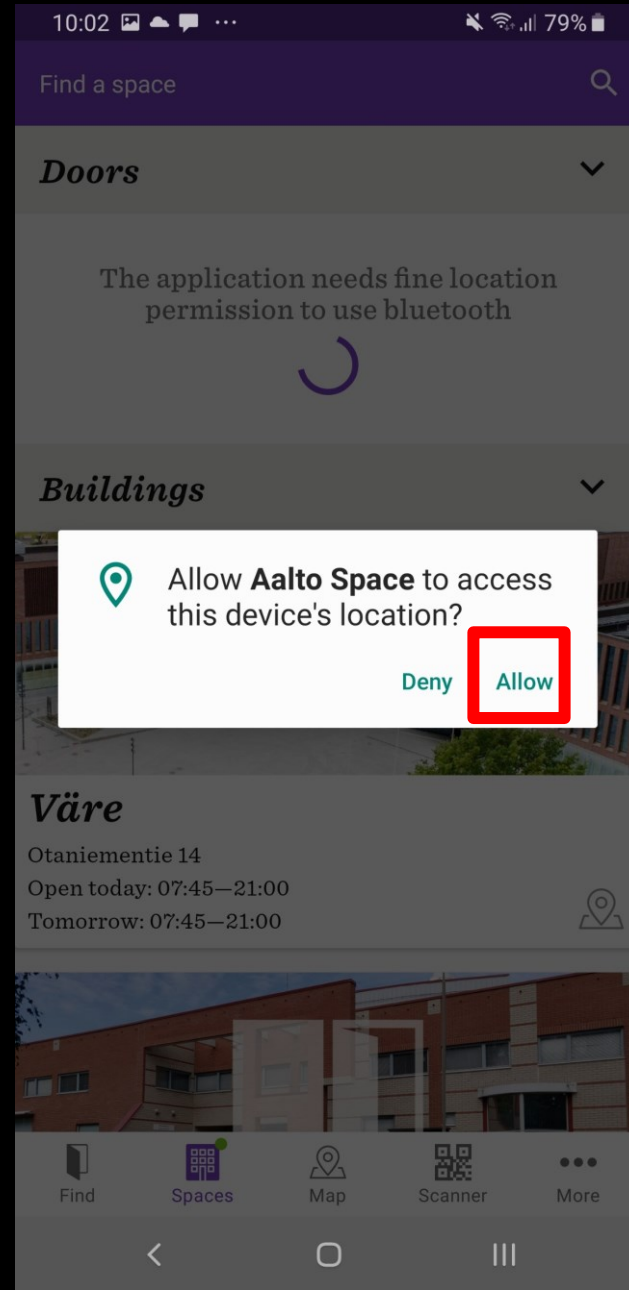 10:02 79%
Find a space
Doors
The application needs fine location
permission to use bluetooth
Buildings
Allow Aalto Space to access
this device's location?
Deny Allow
Väre
Otaniementie 14
Open today: 07:45—21:00
Tomorrow: 07:45—21:00
Find Spaces Map Scanner More